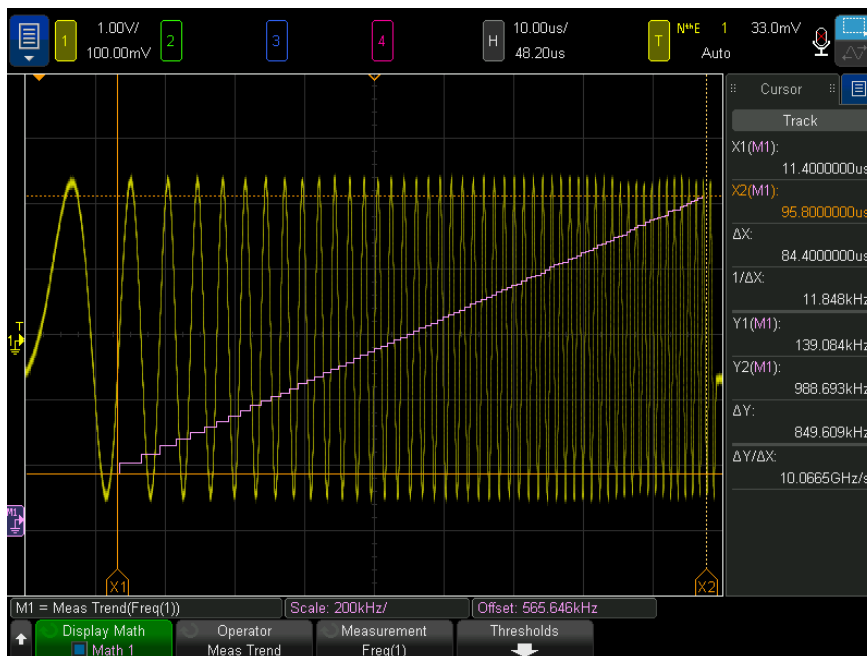 1 1.00V/ 2 3 4 H 10.00us/ T NthE 1 33.0mV
100.00mV 48.20us Auto
Cursor
Track
X1(M1):
11.4000000us
X2(M1):
95.8000000us
ΔX:
84.4000000us
1/ΔX:
11.848kHz
Y1(M1):
139.084kHz
Y2(M1):
988.693kHz
ΔY:
849.609kHz
ΔY/ΔX:
10.0665GHz/s
T
1
M1
X1 X2
M1 = Meas Trend(Freq(1)) Scale: 200kHz/ Offset: 565.646kHz
Display Math Operator Measurement Thresholds
Math 1 Meas Trend Freq(1)